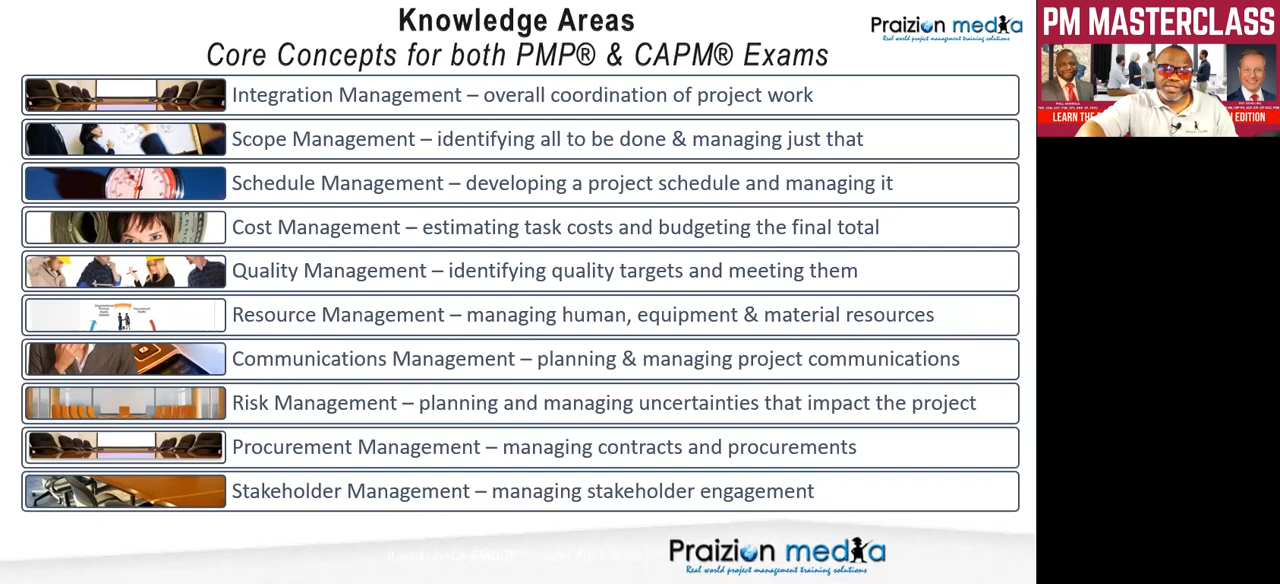 Knowledge Areas
Core Concepts for both PMP® & CAPM® Exams
Praizion media
Real world project management training solutions
PM MASTERCLASS
Integration Management – overall coordination of project work
Scope Management – identifying all to be done & managing just that
Schedule Management – developing a project schedule and managing it
Cost Management – estimating task costs and budgeting the final total
Quality Management – identifying quality targets and meeting them
Resource Management – managing human, equipment & material resources
Communications Management – planning & managing project communications
Risk Management – planning and managing uncertainties that impact the project
Procurement Management – managing contracts and procurements
Stakeholder Management – managing stakeholder engagement
Praizion media
Real world project management training solutions
LEARN THE
EDITION